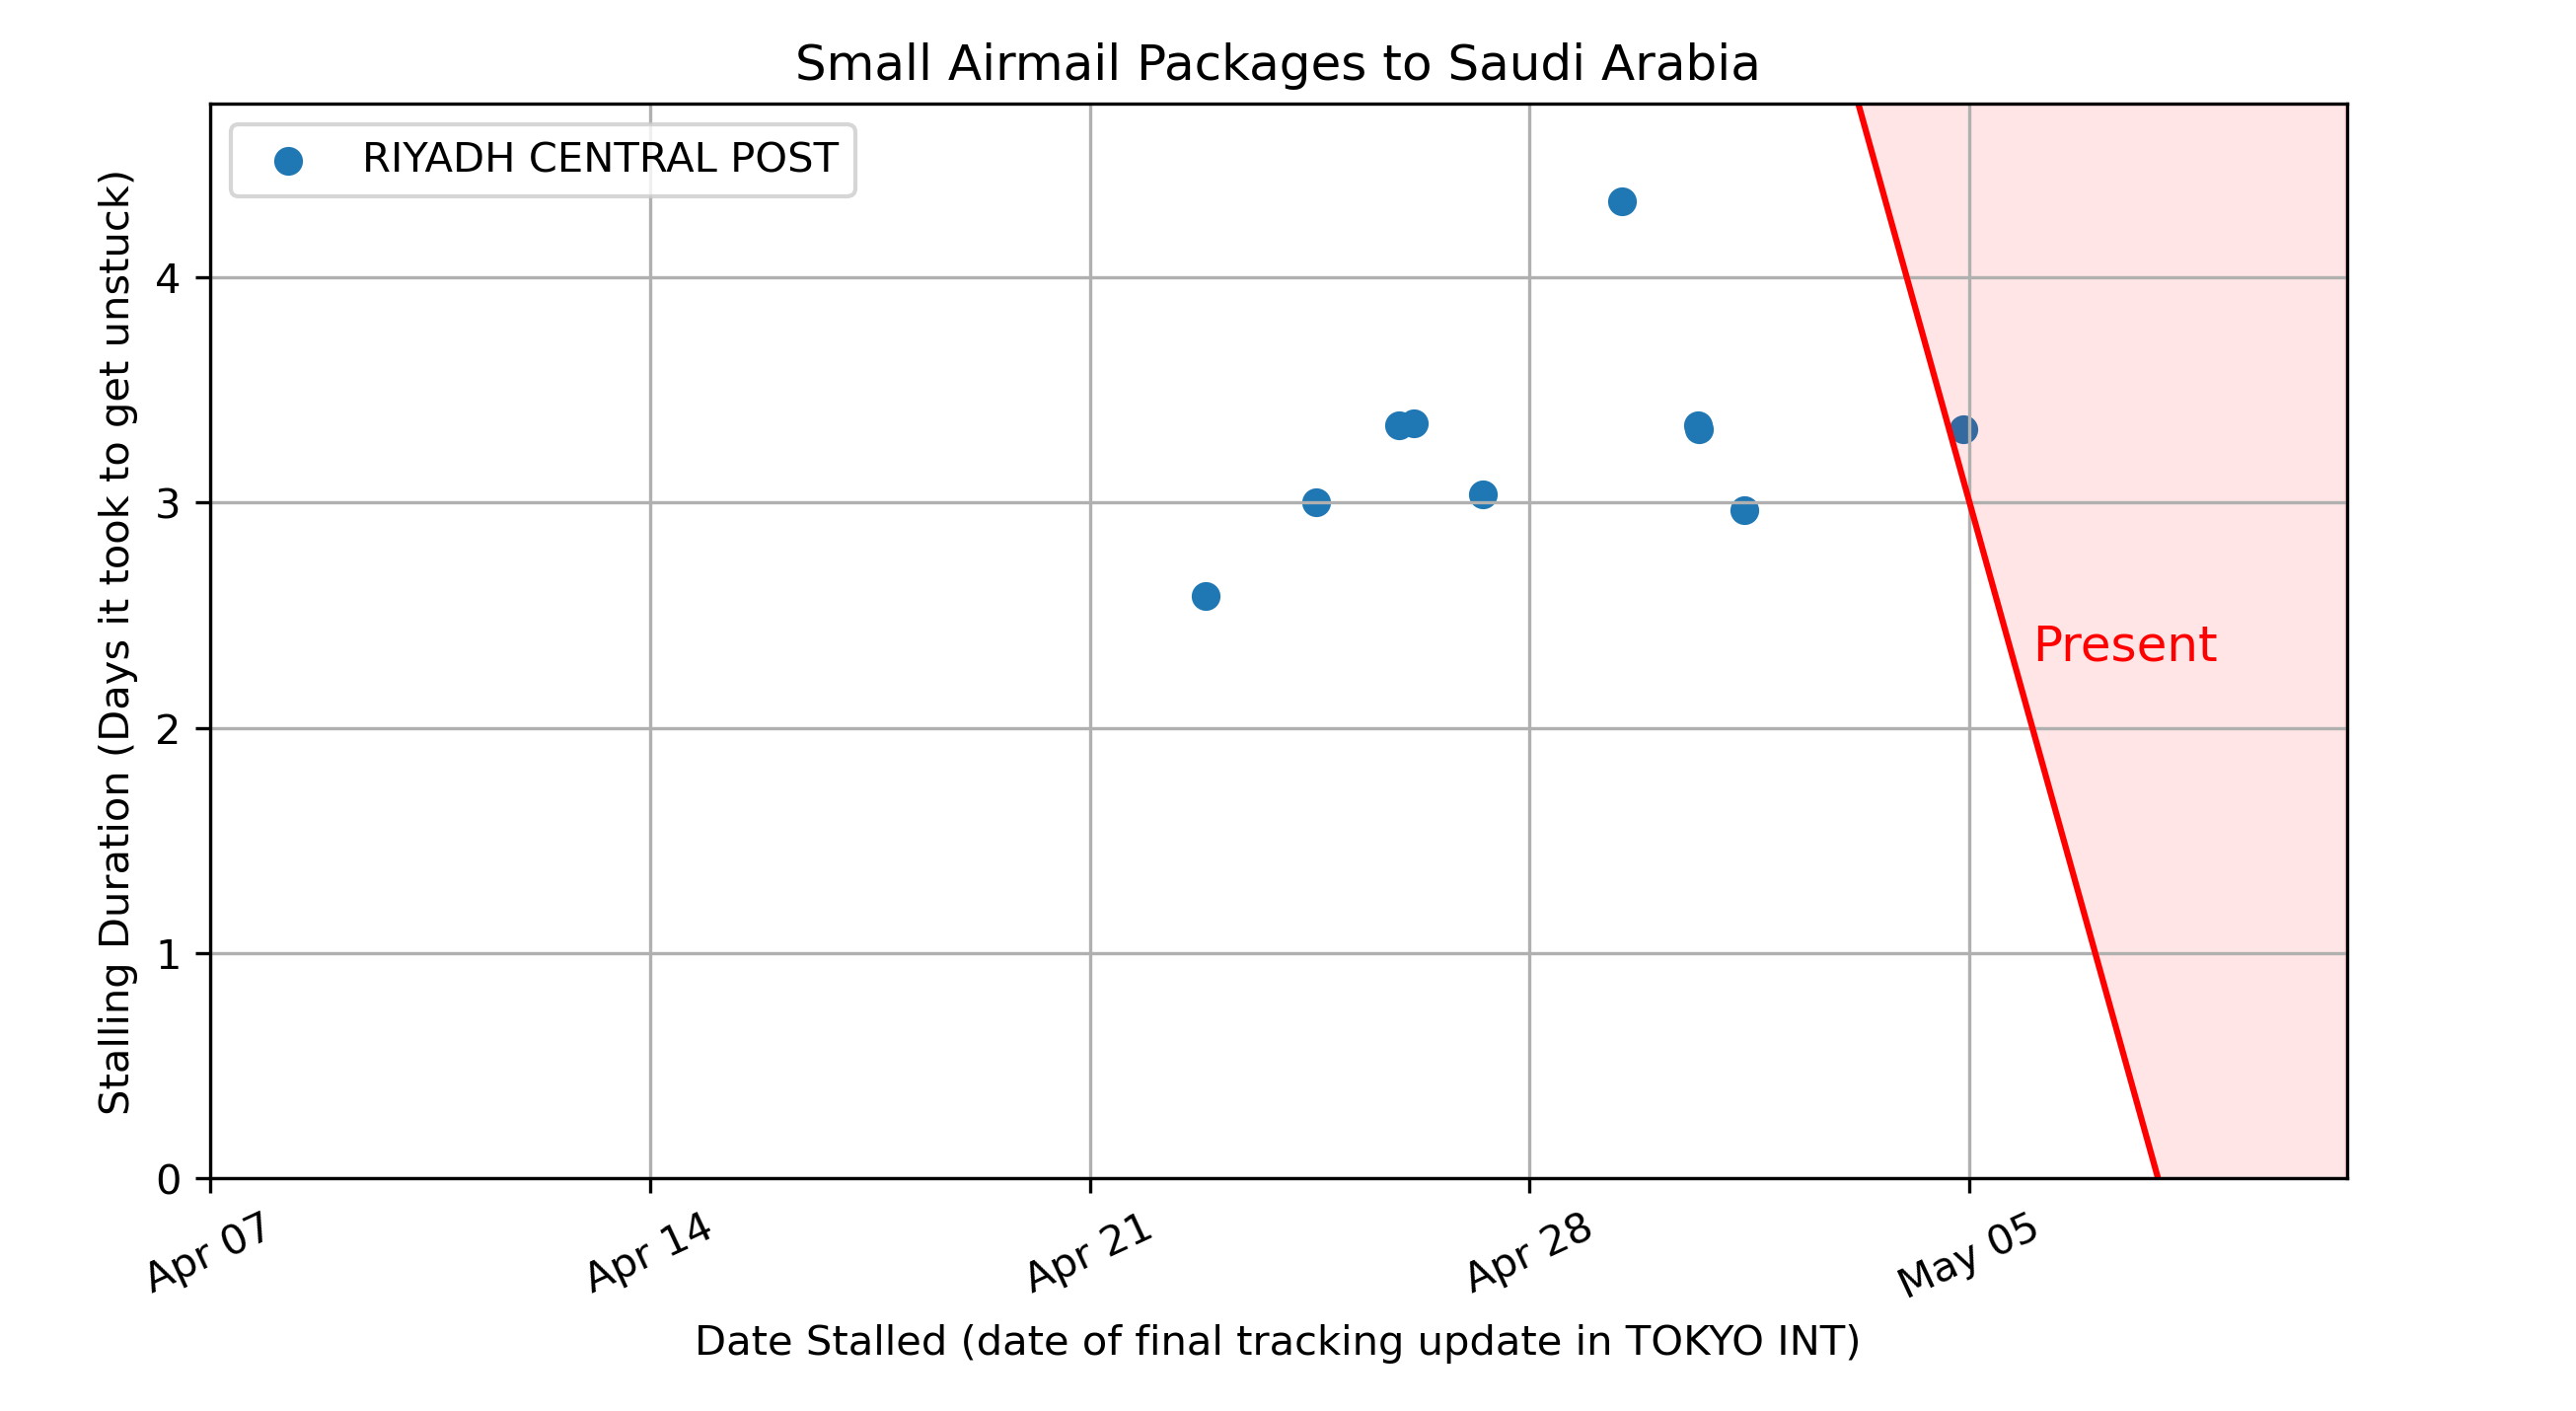 Small Airmail Packages to Saudi Arabia
RIYADH CENTRAL POST
Stalling Duration (Days it took to get unstuck)
4
3
2
1
0
Present
Apr 07
Apr 14
Apr 21
Apr 28
May 05
Date Stalled (date of final tracking update in TOKYO INT)